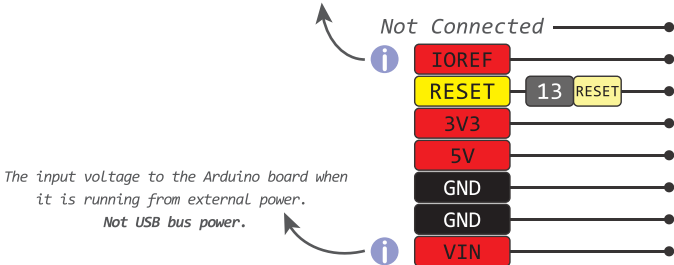 Not Connected
i IOREF
RESET 13 RESET
3V3
5V
The input voltage to the Arduino board when
it is running from external power.
Not USB bus power.
GND
GND
i VIN